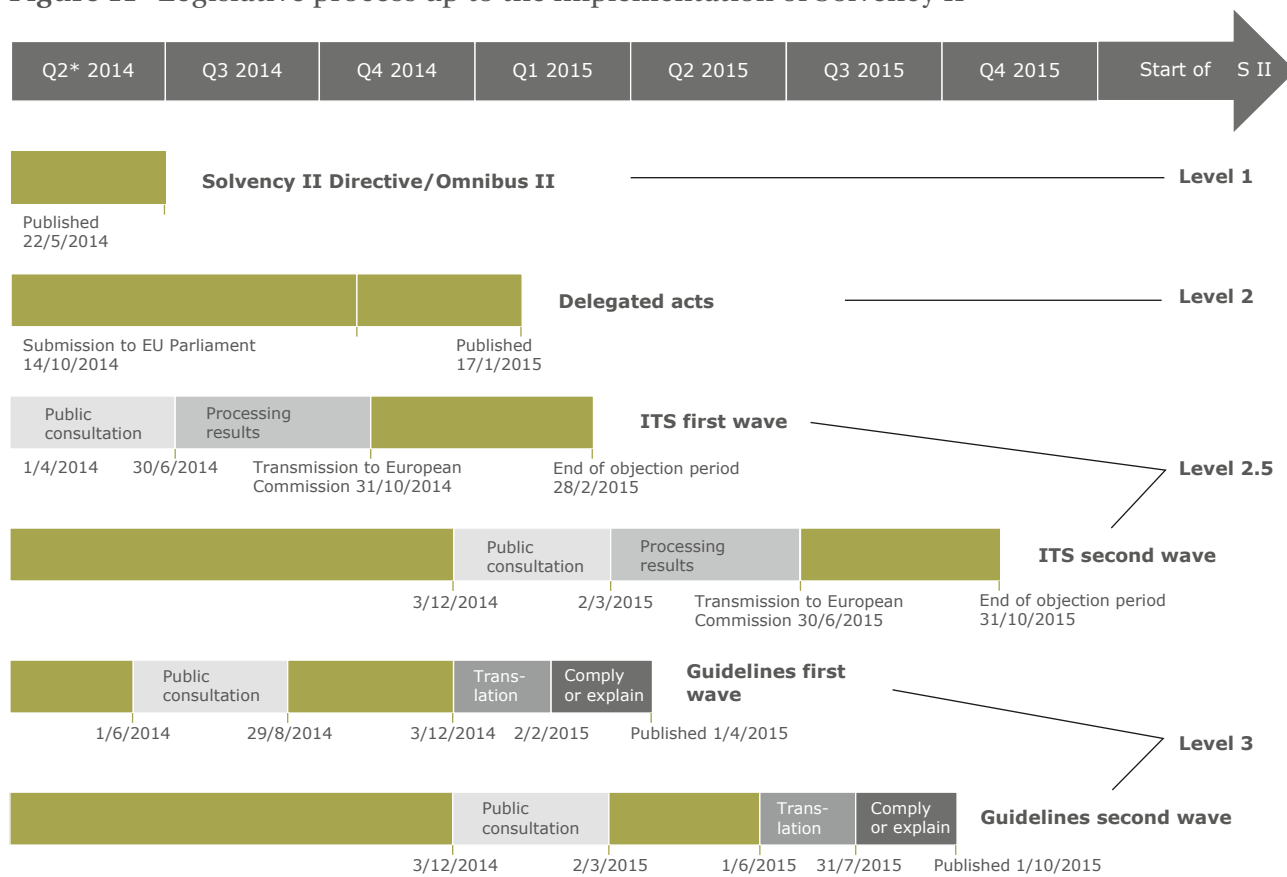 Q2* 2014 Q3 2014 Q4 2014 Q1 2015 Q2 2015 Q3 2015 Q4 2015 Start of S II
Solvency II Directive/Omnibus II
Level 1
Published
22/5/2014
Delegated acts
Level 2
Submission to EU Parliament
14/10/2014
Published
17/1/2015
Public
consultation
Processing
results
ITS first wave
1/4/2014
30/6/2014
Transmission to European
Commission 31/10/2014
End of objection period
28/2/2015
Level 2.5
Public
consultation
Processing
results
ITS second wave
3/12/2014
2/3/2015
Transmission to European
Commission 30/6/2015
End of objection period
31/10/2015
Public
consultation
Trans-
lation
Comply
or explain
Guidelines first
wave
1/6/2014
29/8/2014
3/12/2014
2/2/2015
Published 1/4/2015
Level 3
Public
consultation
Trans-
lation
Comply
or explain
Guidelines second wave
3/12/2014
2/3/2015
1/6/2015
31/7/2015
Published 1/10/2015